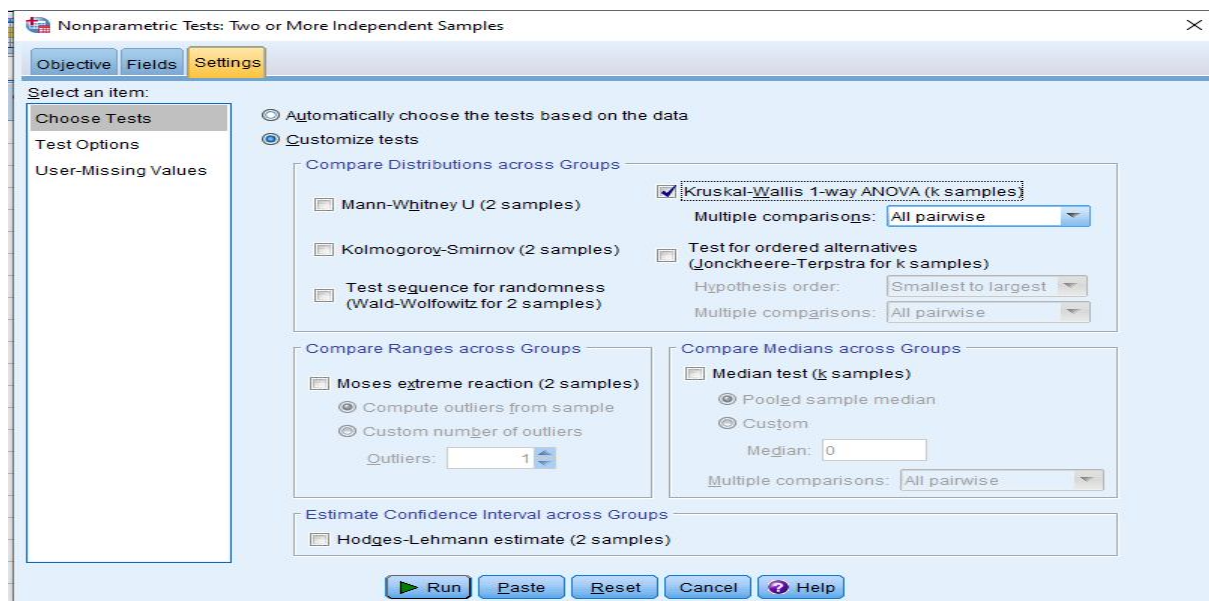 Nonparametric Tests: Two or More Independent Samples
Objective Fields Settings
Select an item:
Choose Tests
Test Options
User-Missing Values
Automatically choose the tests based on the data
Customize tests
Compare Distributions across Groups
Mann-Whitney U (2 samples)
Kolmogorov-Smirnov (2 samples)
Test sequence for randomness
(Wald-Wolfowitz for 2 samples)
Kruskal-Wallis 1-way ANOVA (k samples)
Multiple comparisons: All pairwise
Test for ordered alternatives
(Jonckheere-Terpstra for k samples)
Hypothesis order: Smallest to largest
Multiple comparisons: All pairwise
Compare Ranges across Groups
Moses extreme reaction (2 samples)
Compute outliers from sample
Custom number of outliers
Outliers: 1
Compare Medians across Groups
Median test (k samples)
Pooled sample median
Custom
Median: 0
Multiple comparisons: All pairwise
Estimate Confidence Interval across Groups
Hodges-Lehmann estimate (2 samples)
Run Paste Reset Cancel Help